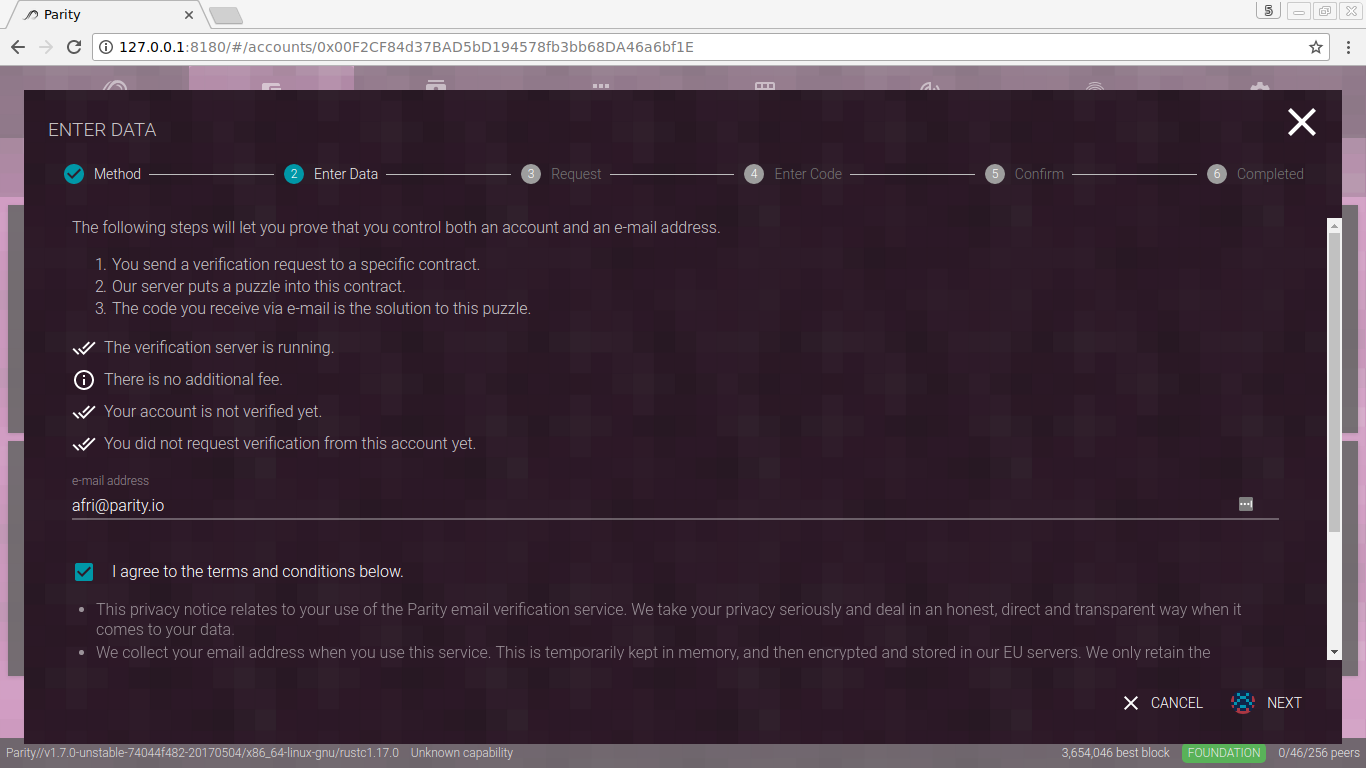 Parity
5
127.0.0.1:8180/#/accounts/0x00F2CF84d37BAD5bD194578fb3bb68DA46a6bf1E
ENTER DATA
Method 2 Enter Data 3 Request 4 Enter Code 5 Confirm 6 Completed
The following steps will let you prove that you control both an account and an e-mail address.
1. You send a verification request to a specific contract.
2. Our server puts a puzzle into this contract.
3. The code you receive via e-mail is the solution to this puzzle.
The verification server is running.
There is no additional fee.
Your account is not verified yet.
You did not request verification from this account yet.
e-mail address
afri@parity.io
I agree to the terms and conditions below.
• This privacy notice relates to your use of the Parity email verification service. We take your privacy seriously and deal in an honest, direct and transparent way when it
comes to your data.
• We collect your email address when you use this service. This is temporarily kept in memory, and then encrypted and stored in our EU servers. We only retain the
CANCEL NEXT
Parity//v1.7.0-unstable-74044f482-20170504/x86_64-linux-gnu/rustc1.17.0 Unknown capability 3,654,046 best block FOUNDATION 0/46/256 peers